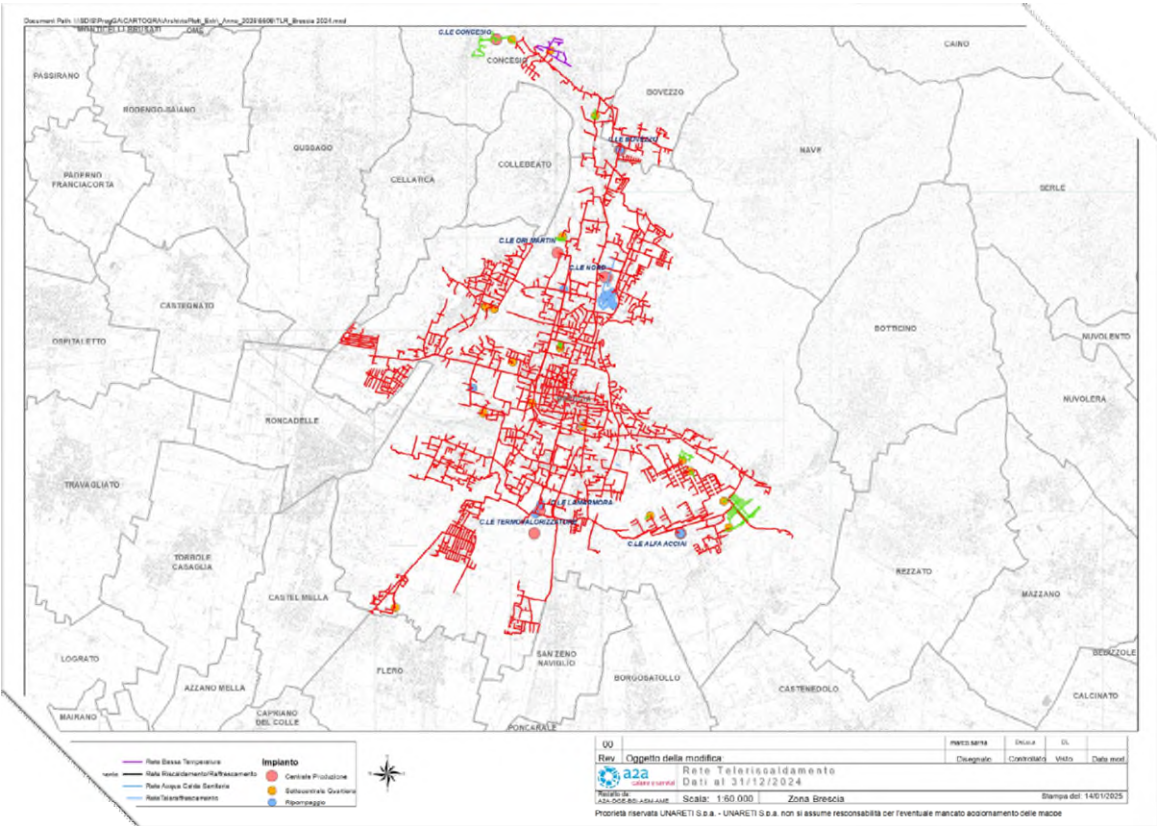 MONTICELLI BRUSATI
OME
C.LE CONCESIO
CONCESIO
CAINO
PASSIRANO
BOVEZZO
RODENGO-SAIANO
GUSSAGO
NAVE
COLLEBEATO
CELLATICA
PADERNO
FRANCIACORTA
SERLE
C.LE ORI MARTIN
C.LE NORD
CASTEGNATO
BOTTICINO
NUVOLENTO
OSPITALETTO
NUVOLERA
RONCADELLE
TRAVAGLIATO
C.LE LAMARMORA
C.LE TERMOVALORIZZATORE
C.LE ALFA ACCIAI
TORBOLE
CASAGLIA
REZZATO
MAZZANO
CASTEL MELLA
LOGRATO
SAN ZENO
NAVIGLIO
BEDIZZOLE
FLERO
BORGOSATOLLO
AZZANO MELLA
CASTENEDOLO
CALCINATO
MAIRANO
CAPRIANO
DEL COLLE
PONCARALE
Rete Bassa Temperatura
Rete Riscaldamento/Raffrescamento
Rete Acqua Calda Sanitaria
Rete Teleraffrescamento
Impianto
Centrale Produzione
Sottocentrale Quartiere
Ripompaggio
00
Rev Oggetto della modifica: Disegnato Controllato Visto Data mod.
a2a
Rete Teleriscaldamento
Dati al 31/12/2024
Scala: 1:60.000 Zona Brescia Stampa del: 14/01/2025
Proprietà riservata UNARETI S.p.a. - UNARETI S.p.a. non si assume responsabilità per l'eventuale mancato aggiornamento delle mappe